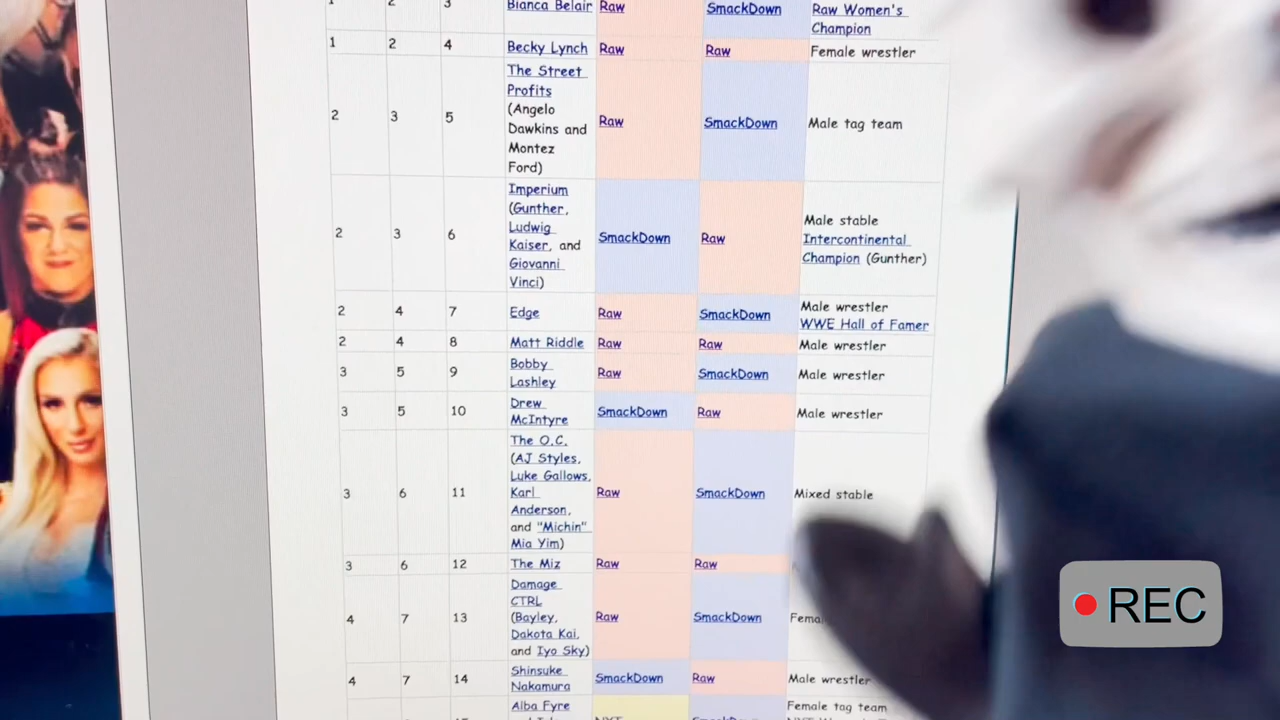 1 2 3 Bianca Belair Raw SmackDown Raw Women's
Champion
1 2 4 Becky Lynch Raw Raw Female wrestler
2 3 5 The Street
Profits
(Angelo
Dawkins and
Montez
Ford) Raw SmackDown Male tag team
2 3 6 Imperium
(Gunther,
Ludwig
Kaiser, and
Giovanni
Vinci) SmackDown Raw Male stable
Intercontinental
Champion (Gunther)
2 4 7 Edge Raw SmackDown Male wrestler
WWE Hall of Famer
2 4 8 Matt Riddle Raw Raw Male wrestler
3 5 9 Bobby
Lashley Raw SmackDown Male wrestler
3 5 10 Drew
McIntyre SmackDown Raw Male wrestler
3 6 11 The O.C.
(AJ Styles,
Luke Gallows,
Karl
Anderson,
and "Michin"
Mia Yim) Raw SmackDown Mixed stable
3 6 12 The Miz Raw Raw
4 7 13 Damage
CTRL
(Bayley,
Dakota Kai,
and Iyo Sky) Raw SmackDown
4 7 14 Shinsuke
Nakamura SmackDown Raw Male wrestler
Alba Fyre Female tag team
REC